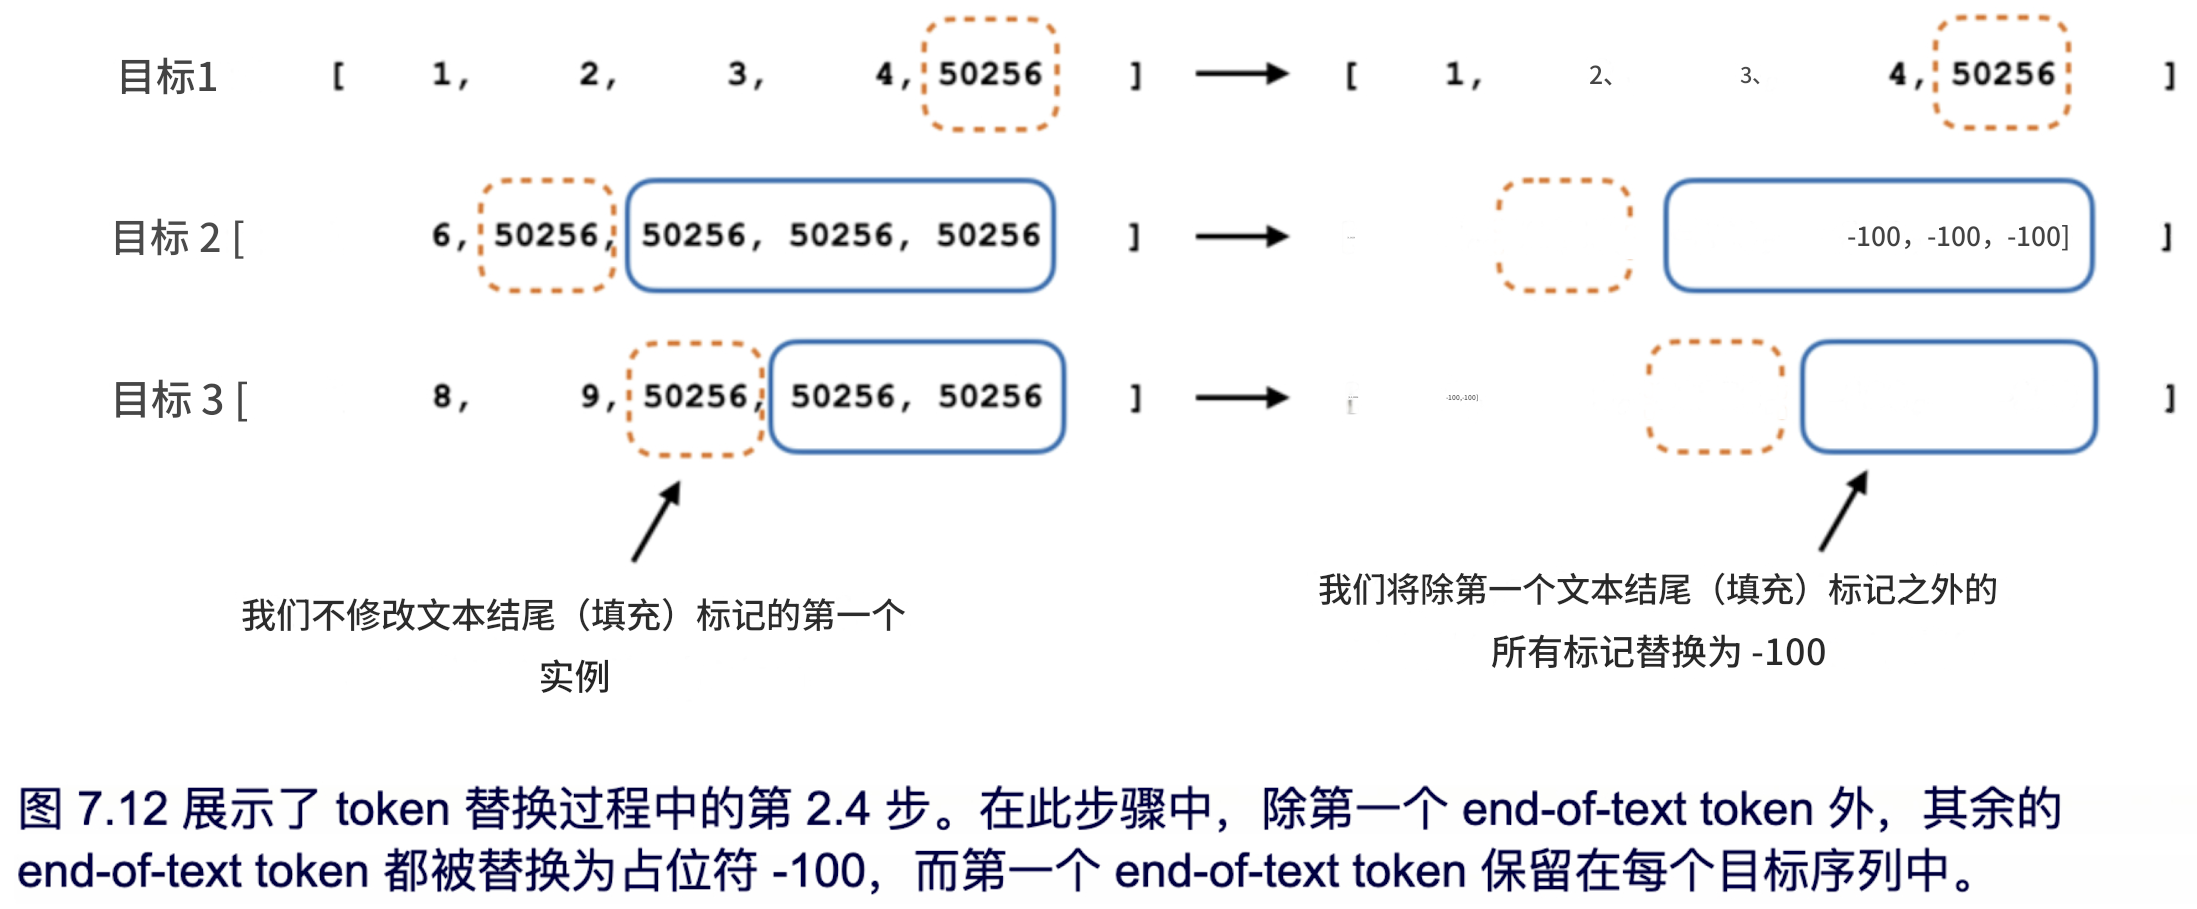 目标1 [ 1, 2, 3, 4, 50256 ] [ 1, 2、 3、 4, 50256 ]
目标 2 [ 6, 50256, 50256, 50256, 50256 ] -100，-100，-100] ]
目标 3 [ 8, 9, 50256, 50256, 50256 ] [ -100,-100] ]
我们不修改文本结尾（填充）标记的第一个
实例
我们将除第一个文本结尾（填充）标记之外的
所有标记替换为 -100
图 7.12 展示了 token 替换过程中的第 2.4 步。在此步骤中，除第一个 end-of-text token 外，其余的
end-of-text token 都被替换为占位符 -100，而第一个 end-of-text token 保留在每个目标序列中。